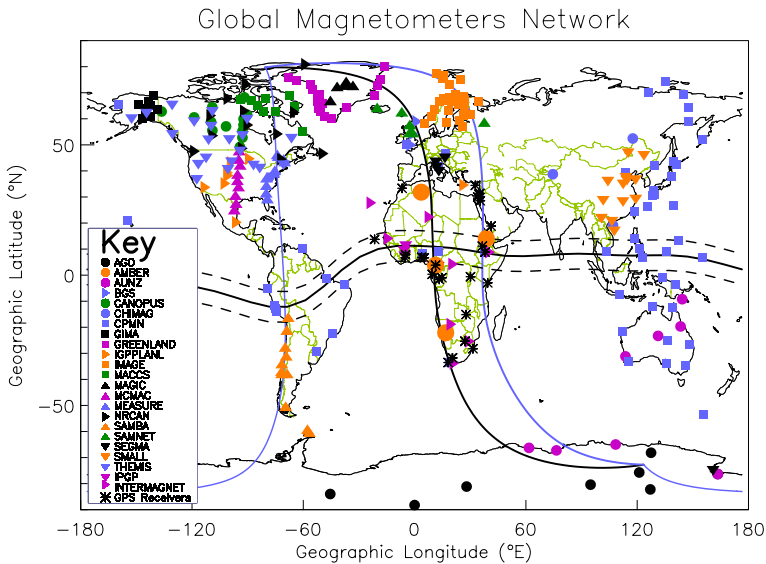 Global Magnetometers Network
Geographic Latitude (°N)
50
0
−50
Key
AGO
AMBER
AUNZ
BGS
CANOPUS
CHIMAG
CPMN
GIMA
GREENLAND
IGPPLANL
IMAGE
MACCS
MAGIC
MCMAC
MEASURE
NRCAN
SAMBA
SAMNET
SEGMA
SMALL
THEMIS
IPGP
INTERMAGNET
GPS Receivers
−180
−120
−60
0
60
120
180
Geographic Longitude (°E)